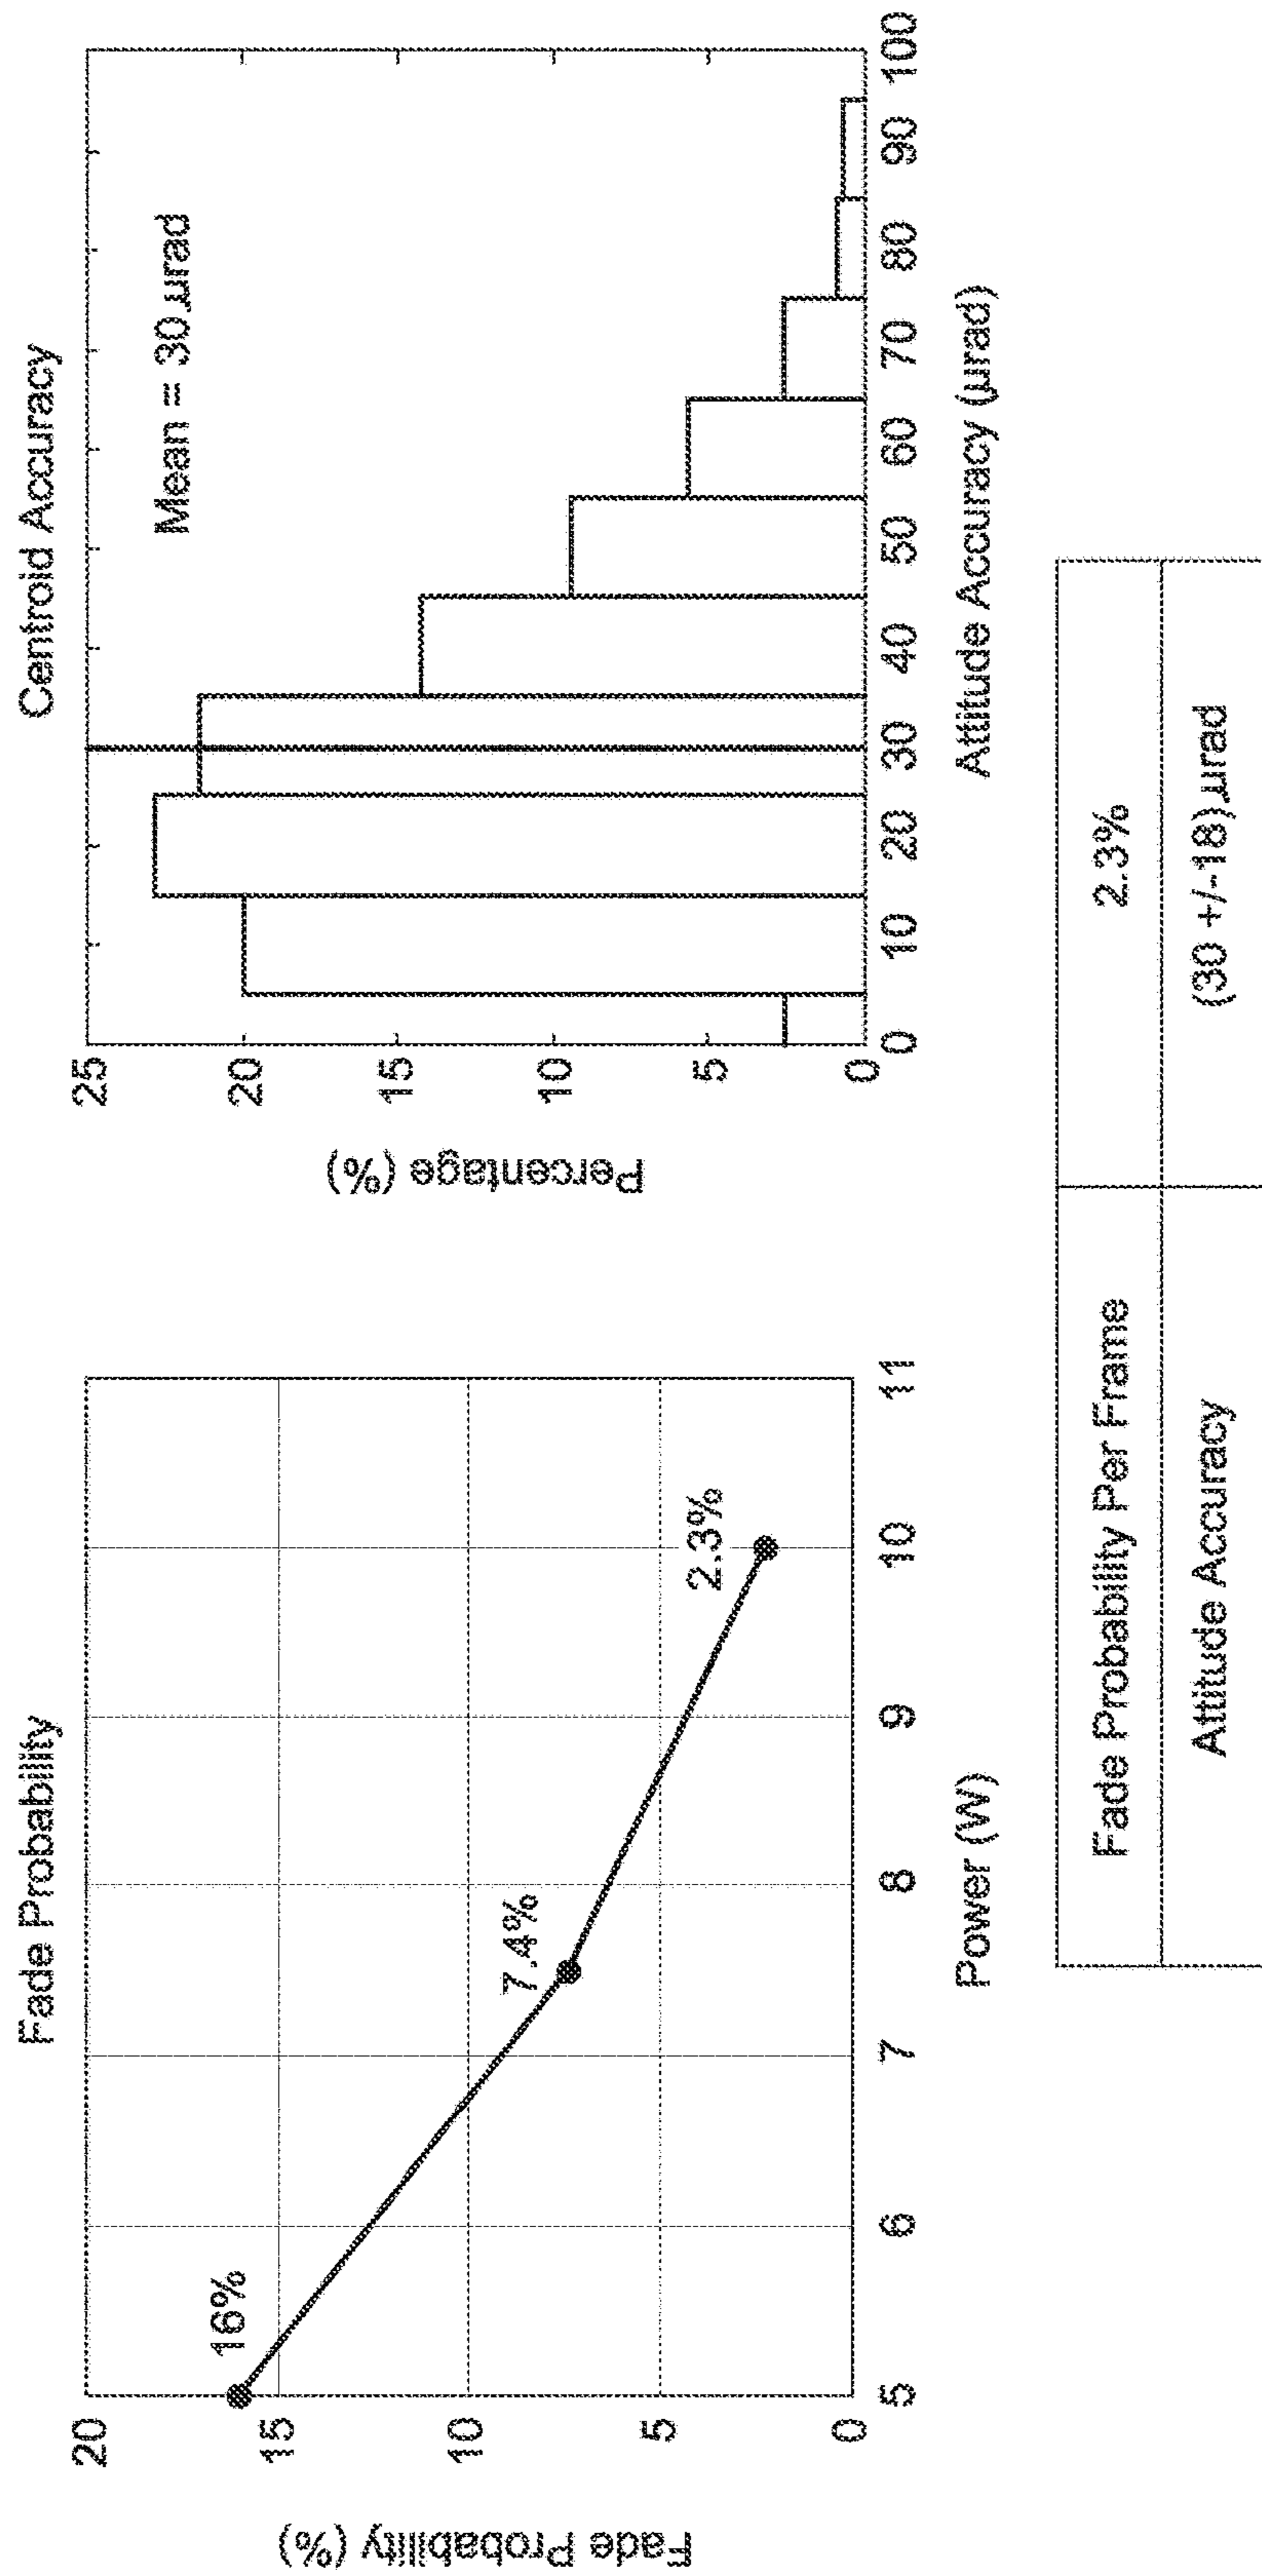 Fade Probability
Fade Probability (%)
20
15
10
5
0
16%
7.4%
2.3%
5 6 7 8 9 10 11
Power (W)
Centroid Accuracy
Percentage (%)
25
20
15
10
5
0
Mean = 30 µrad
0 10 20 30 40 50 60 70 80 90 100
Attitude Accuracy (µrad)
Fade Probability Per Frame 2.3%
Attitude Accuracy (30 +/-18) µrad